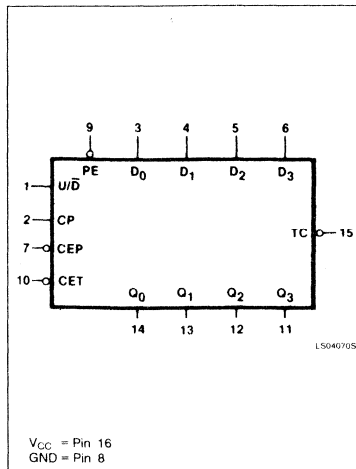 9 3 4 5 6
PE D0 D1 D2 D3
1 U/D̅
2 CP
TC 15
7 CEP
10 CET
Q0 Q1 Q2 Q3
14 13 12 11
LS04070S
VCC = Pin 16
GND = Pin 8